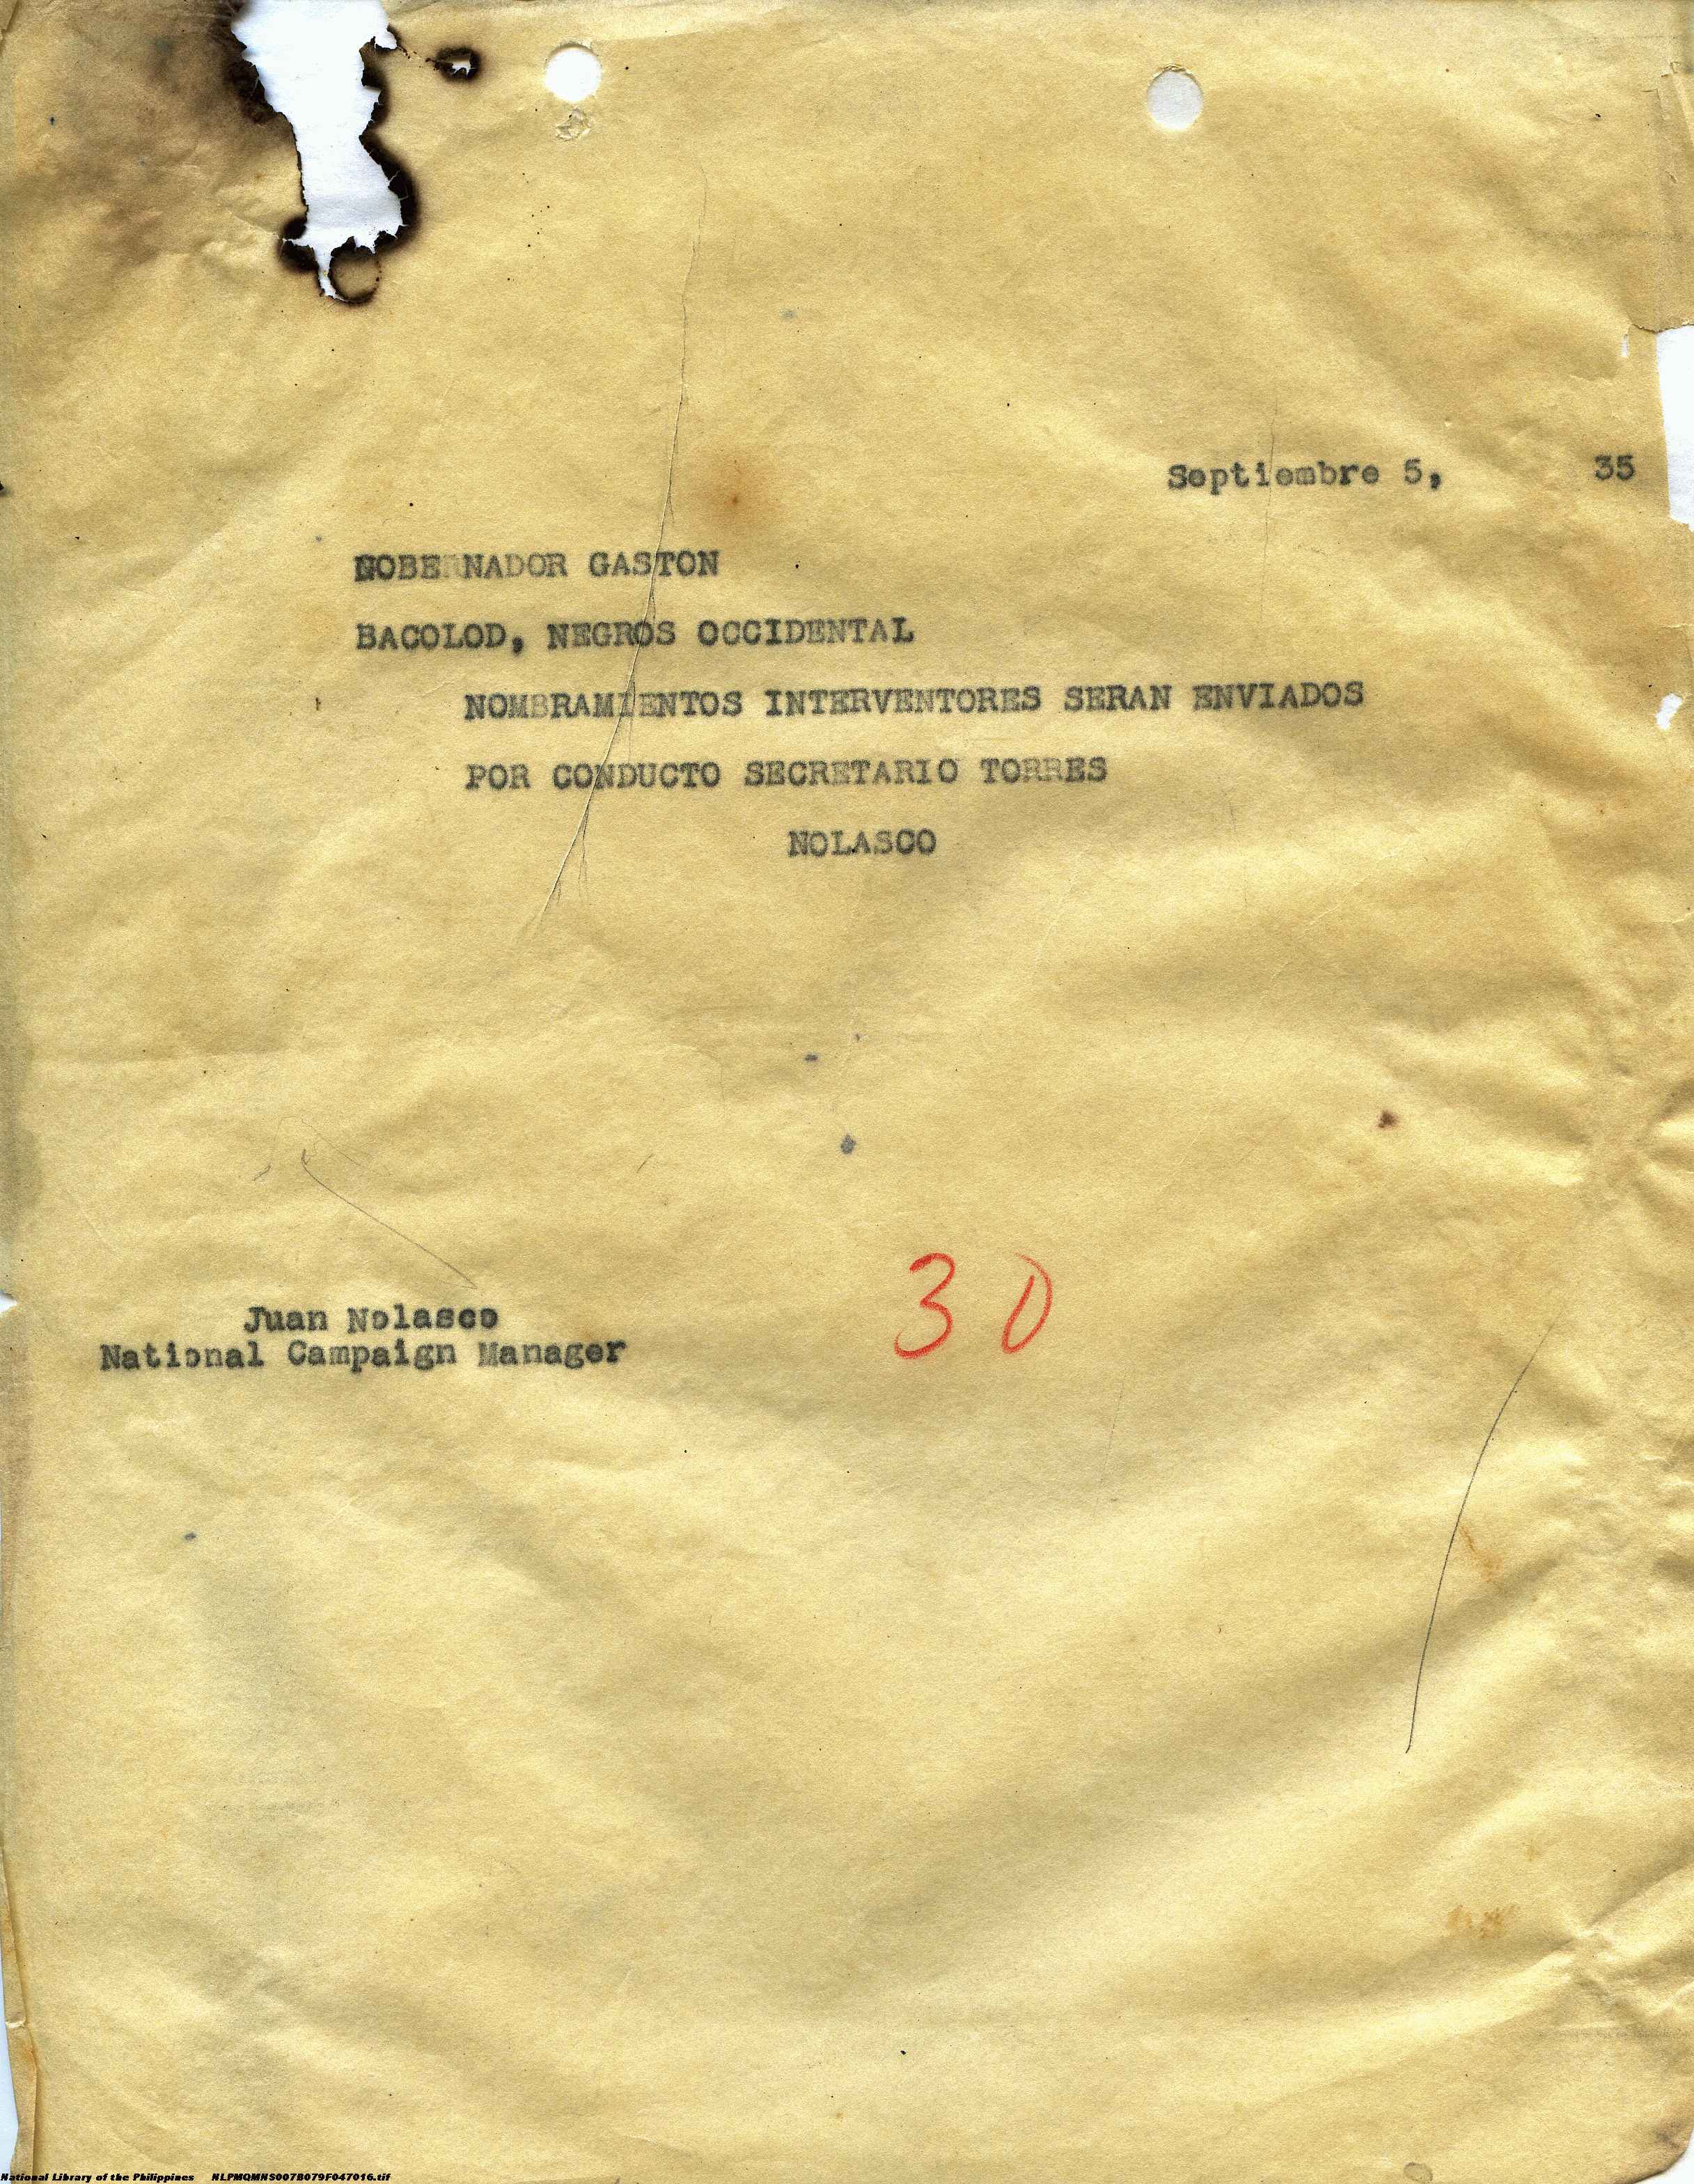 Septiembre 5, 35
GOBERNADOR GASTON
BACOLOD, NEGROS OCCIDENTAL
NOMBRAMIENTOS INTERVENTORES SERAN ENVIADOS
POR CONDUCTO SECRETARIO TORRES
NOLASCO
30
Juan Nolasco
National Campaign Manager
National Library of the Philippines NLPMQMNS007B079F047016.tif